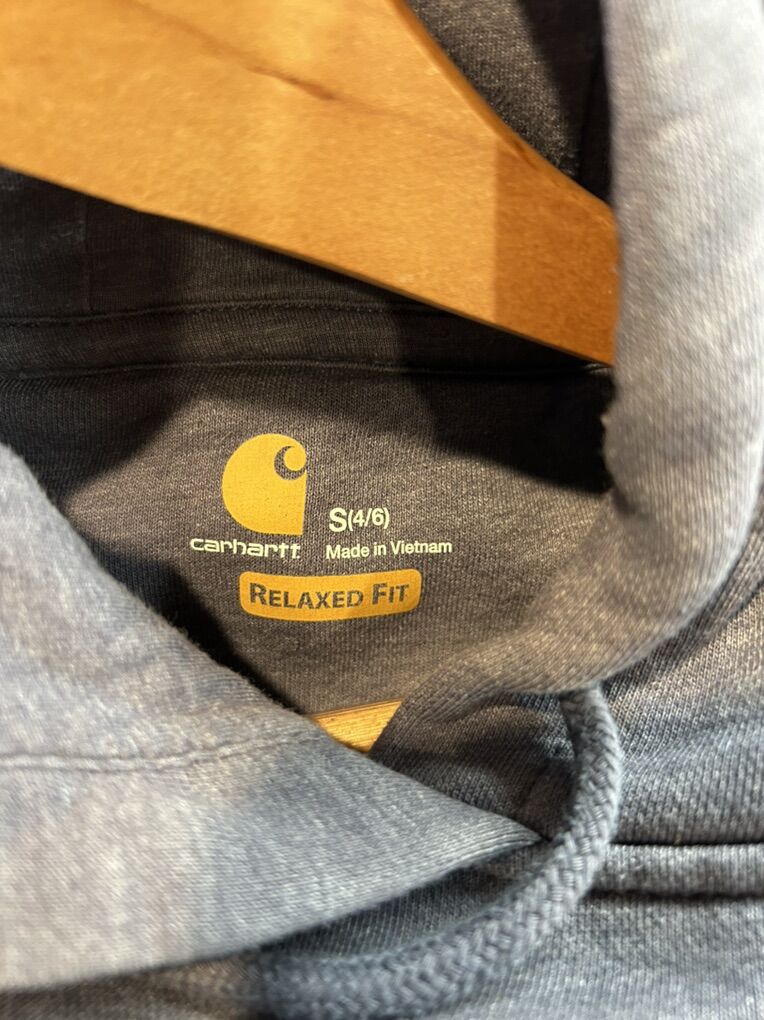 carhartt
S(4/6)
Made in Vietnam
RELAXED FIT